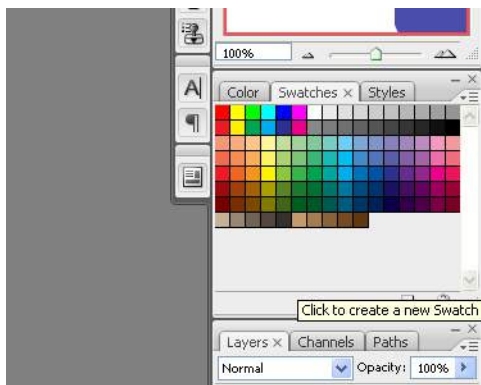 100%
A
Color Swatches × Styles
Click to create a new Swatch
Layers × Channels Paths
Normal Opacity: 100%